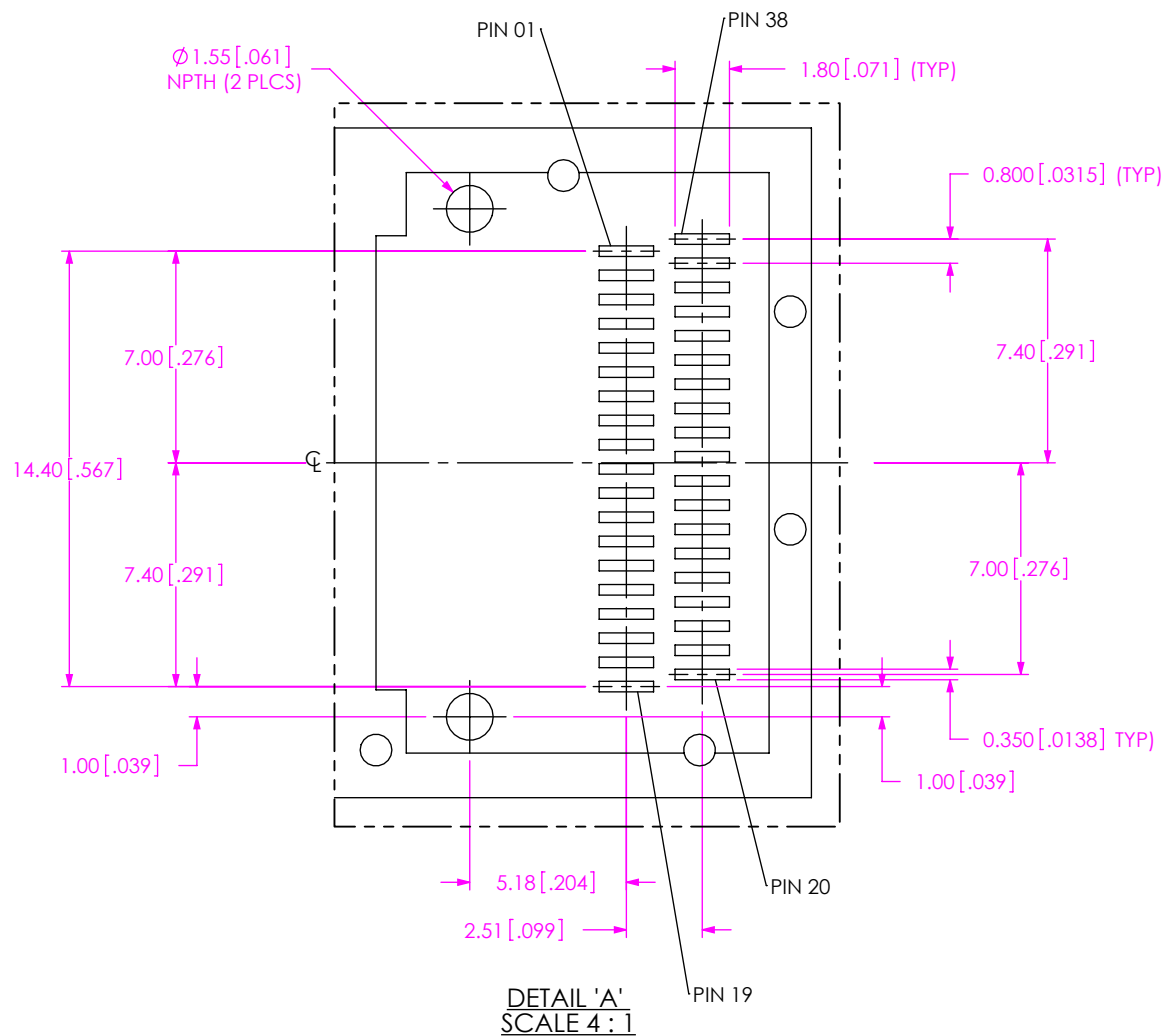 PIN 01
PIN 38
Ø1.55[.061]
NPTH (2 PLCS)
1.80[.071] (TYP)
0.800[.0315] (TYP)
7.00[.276]
7.40[.291]
14.40[.567]
℄
7.40[.291]
7.00[.276]
0.350[.0138] TYP)
1.00[.039]
1.00[.039]
5.18[.204]
PIN 20
2.51[.099]
PIN 19
DETAIL 'A'
SCALE 4 : 1